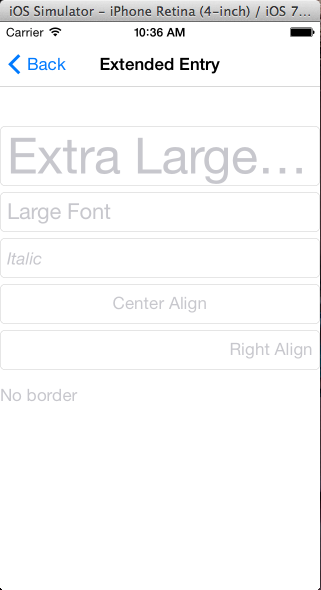 iOS Simulator - iPhone Retina (4-inch) / iOS 7...
Carrier 10:36 AM
Back Extended Entry
Extra Large...
Large Font
Italic
Center Align
Right Align
No border